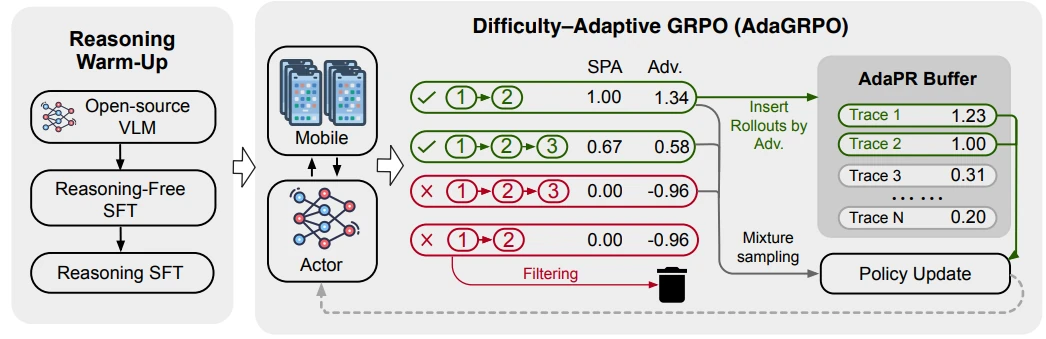 Reasoning
Warm-Up
Open-source
VLM
Reasoning-Free
SFT
Reasoning SFT
Difficulty–Adaptive GRPO (AdaGRPO)
Mobile
Actor
SPA Adv.
✓ 1 2 1.00 1.34
✓ 1 2 3 0.67 0.58
× 1 2 3 0.00 -0.96
× 1 2 0.00 -0.96
Filtering
Insert
Rollouts by
Adv.
Mixture
sampling
AdaPR Buffer
Trace 1 1.23
Trace 2 1.00
Trace 3 0.31
... ...
Trace N 0.20
Policy Update